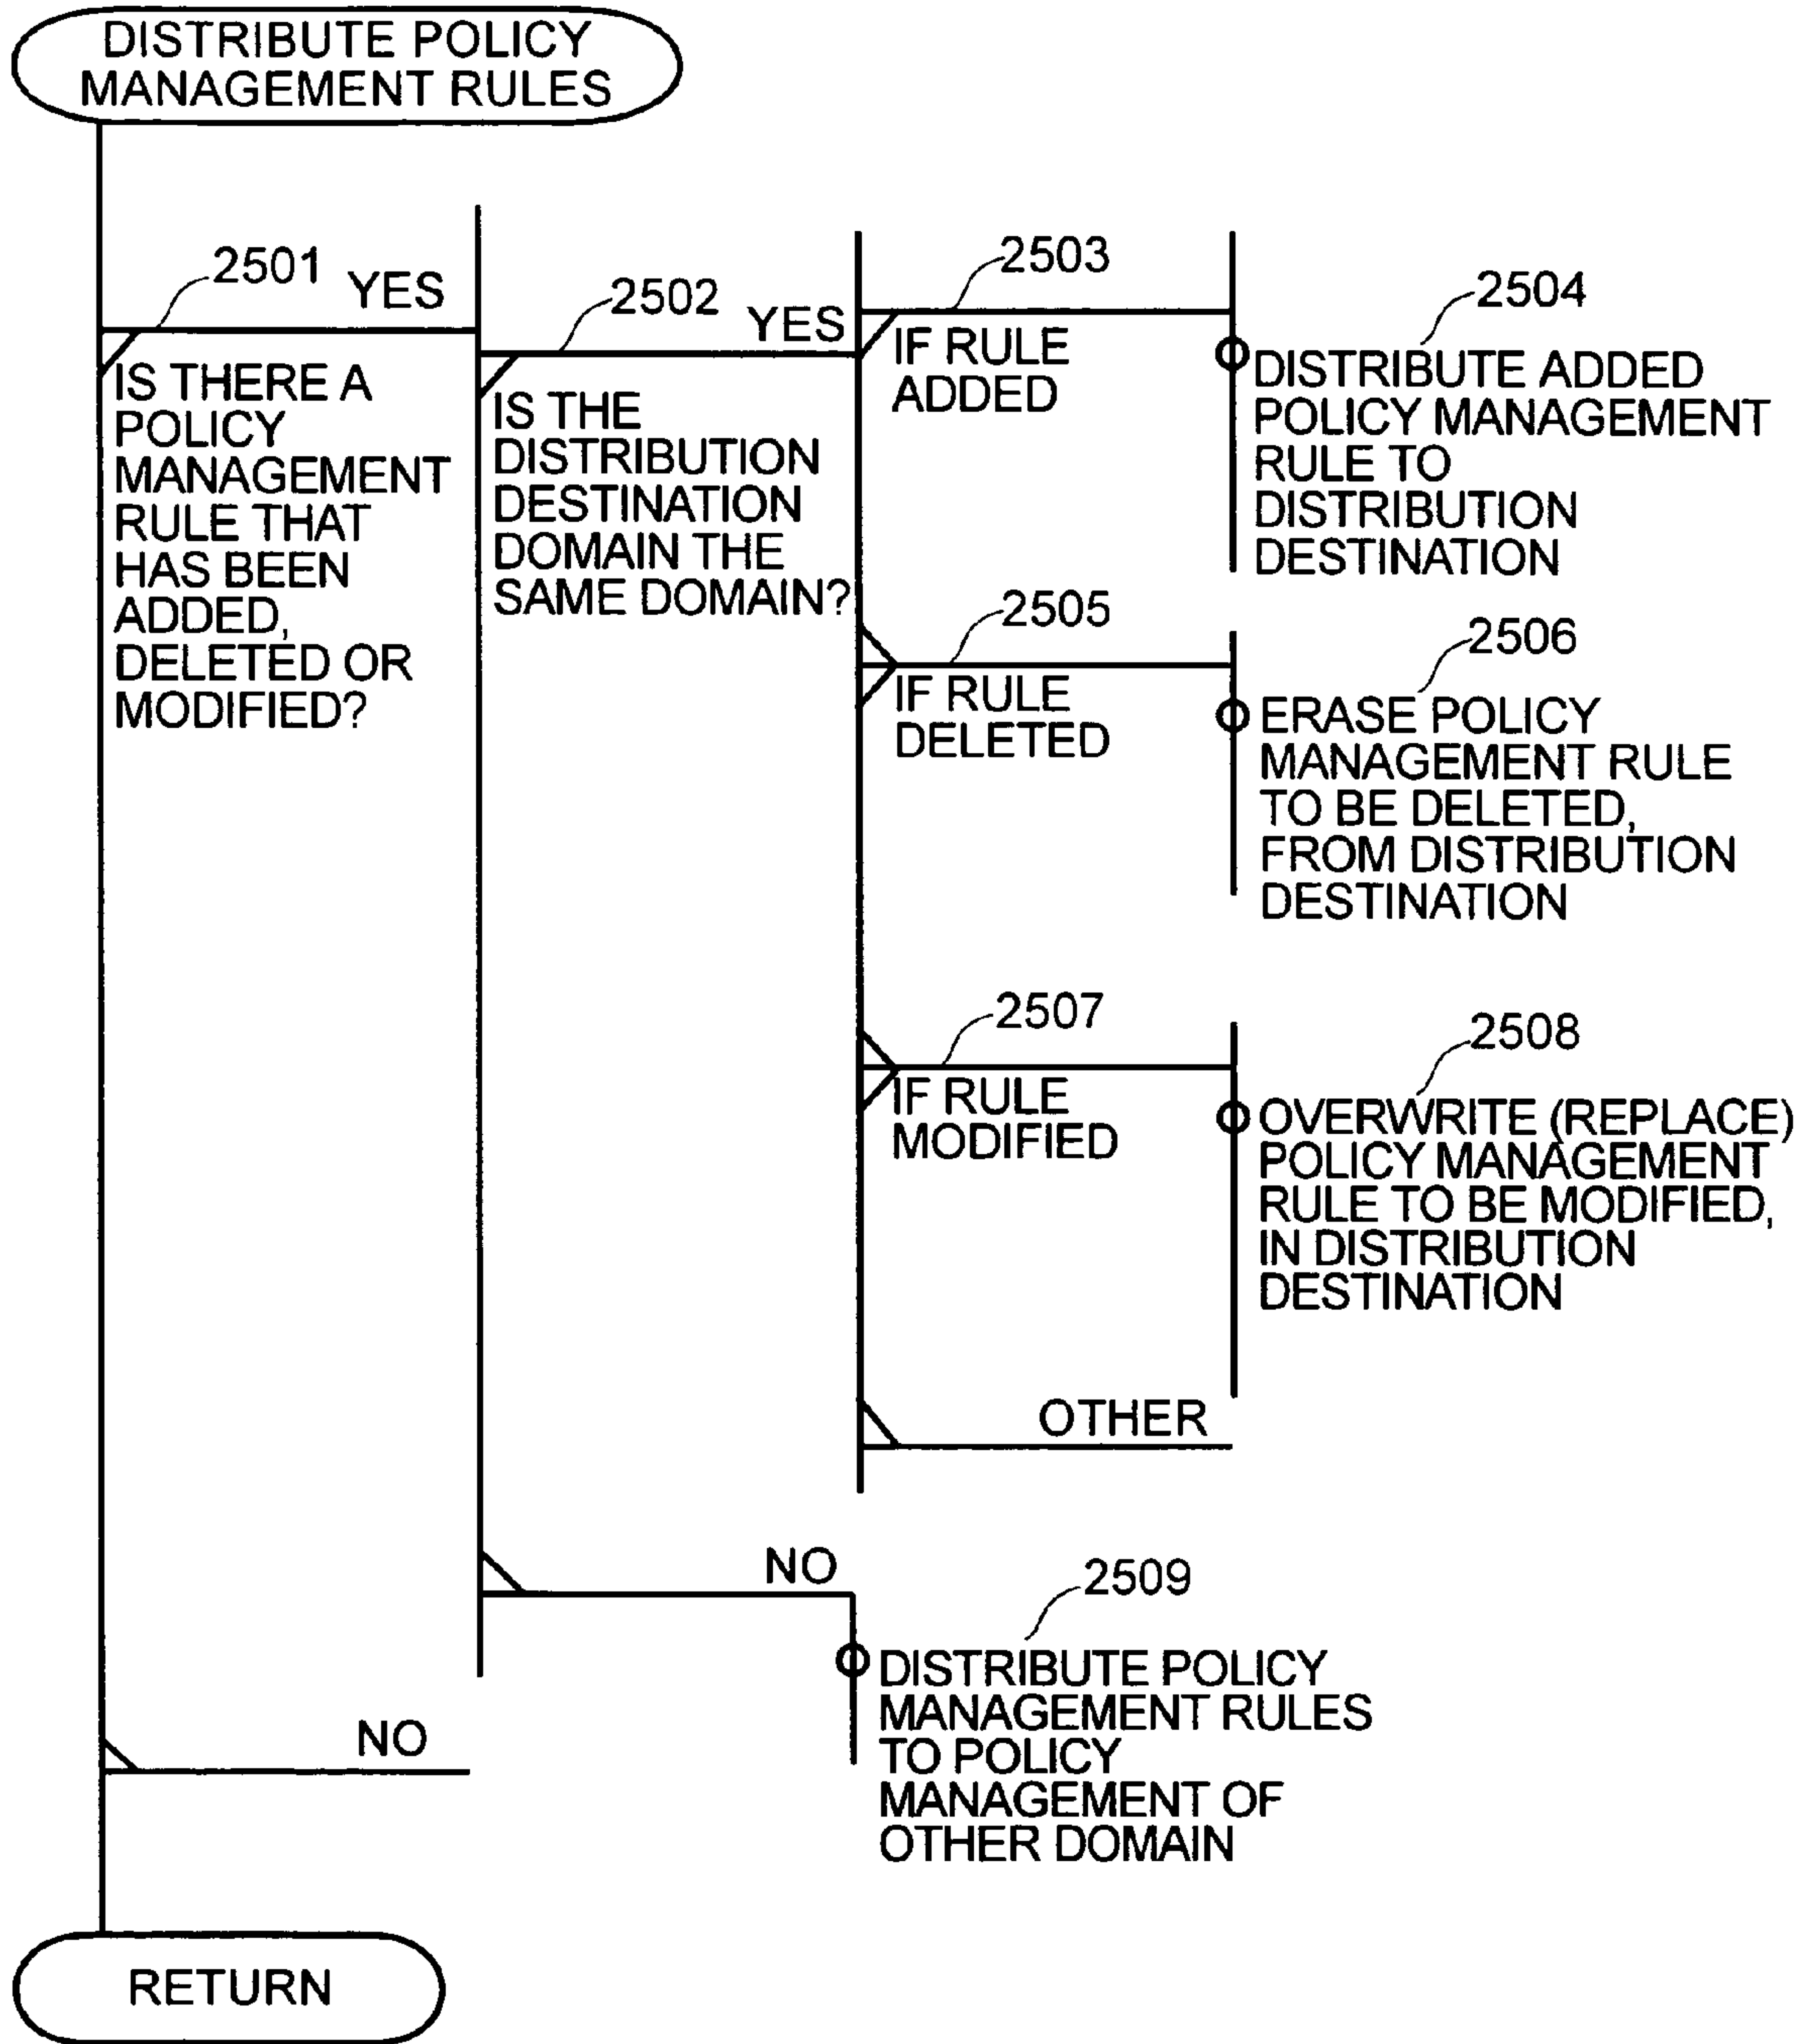 DISTRIBUTE POLICY
MANAGEMENT RULES
2501
YES
IS THERE A
POLICY
MANAGEMENT
RULE THAT
HAS BEEN
ADDED,
DELETED OR
MODIFIED?
2502
YES
IS THE
DISTRIBUTION
DESTINATION
DOMAIN THE
SAME DOMAIN?
2503
IF RULE
ADDED
2504
DISTRIBUTE ADDED
POLICY MANAGEMENT
RULE TO
DISTRIBUTION
DESTINATION
2505
IF RULE
DELETED
2506
ERASE POLICY
MANAGEMENT RULE
TO BE DELETED,
FROM DISTRIBUTION
DESTINATION
2507
IF RULE
MODIFIED
2508
OVERWRITE (REPLACE)
POLICY MANAGEMENT
RULE TO BE MODIFIED,
IN DISTRIBUTION
DESTINATION
OTHER
NO
2509
DISTRIBUTE POLICY
MANAGEMENT RULES
TO POLICY
MANAGEMENT OF
OTHER DOMAIN
NO
RETURN